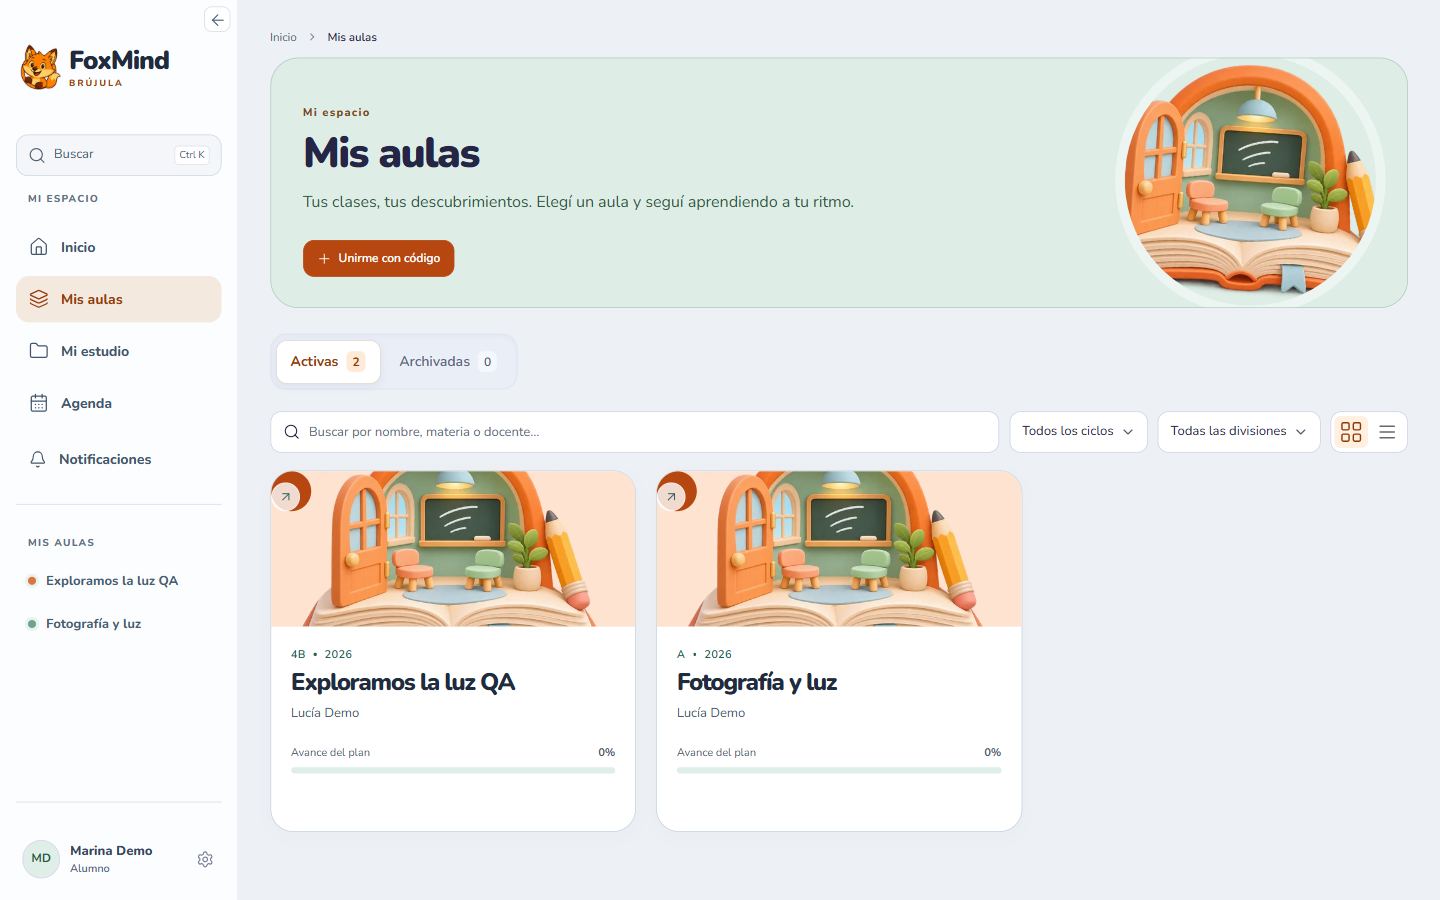 FoxMind
BRÚJULA
Buscar
Ctrl K
MI ESPACIO
Inicio
Mis aulas
Mi estudio
Agenda
Notificaciones
MIS AULAS
Exploramos la luz QA
Fotografía y luz
MD
Marina Demo
Alumno
Inicio > Mis aulas
Mi espacio
Mis aulas
Tus clases, tus descubrimientos. Elegí un aula y seguí aprendiendo a tu ritmo.
+ Unirme con código
Activas 2
Archivadas 0
Buscar por nombre, materia o docente...
Todos los ciclos
Todas las divisiones
4B • 2026
Exploramos la luz QA
Lucía Demo
Avance del plan 0%
A • 2026
Fotografía y luz
Lucía Demo
Avance del plan 0%